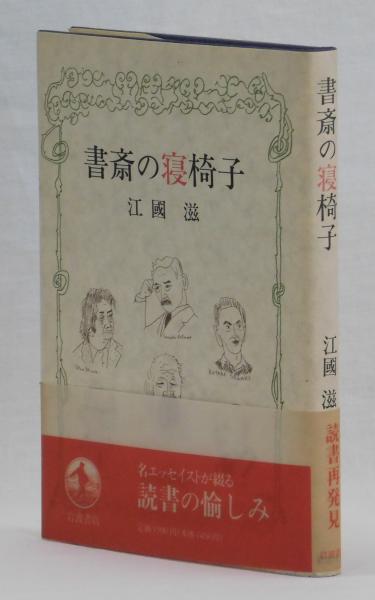 書斎の寝椅子
江國 滋
名エッセイストが綴る
読書の愉しみ
岩波書店
書斎の寝椅子
江國 滋
読書再発見